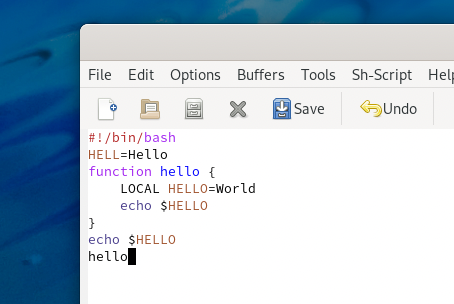 File Edit Options Buffers Tools Sh-Script Help
Save Undo
#!/bin/bash
HELL=Hello
function hello {
    LOCAL HELLO=World
    echo $HELLO
}
echo $HELLO
hello